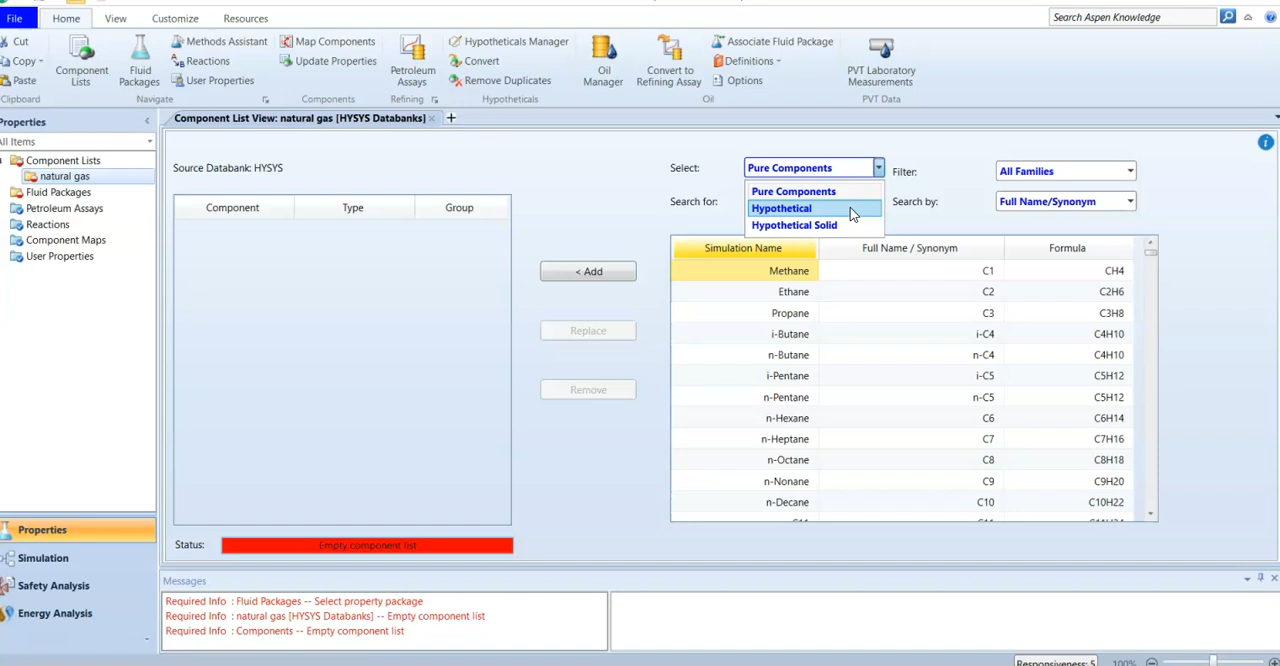 File Home View Customize Resources Search Aspen Knowledge
Cut
Copy
Paste
Clipboard
Component Lists
Fluid Packages
Methods Assistant
Reactions
User Properties
Navigate
Map Components
Update Properties
Components
Petroleum Assays
Refining
Hypotheticals Manager
Convert
Remove Duplicates
Hypotheticals
Oil Manager
Convert to Refining Assay
Associate Fluid Package
Definitions
Options
Oil
PVT Laboratory Measurements
PVT Data
Properties
All Items
Component Lists
natural gas
Fluid Packages
Petroleum Assays
Reactions
Component Maps
User Properties
Properties
Simulation
Safety Analysis
Energy Analysis
Component List View: natural gas [HYSYS Databanks]
Source Databank: HYSYS
Component Type Group
Status: Empty component list
< Add
Replace
Remove
Select: Pure Components Filter: All Families
Pure Components
Hypothetical
Hypothetical Solid
Search for: Search by: Full Name/Synonym
Simulation Name Full Name / Synonym Formula
Methane C1 CH4
Ethane C2 C2H6
Propane C3 C3H8
i-Butane i-C4 C4H10
n-Butane n-C4 C4H10
i-Pentane i-C5 C5H12
n-Pentane n-C5 C5H12
n-Hexane C6 C6H14
n-Heptane C7 C7H16
n-Octane C8 C8H18
n-Nonane C9 C9H20
n-Decane C10 C10H22
Messages
Required Info : Fluid Packages -- Select property package
Required Info : natural gas [HYSYS Databanks] -- Empty component list
Required Info : Components -- Empty component list
Responsiveness: 5 100%